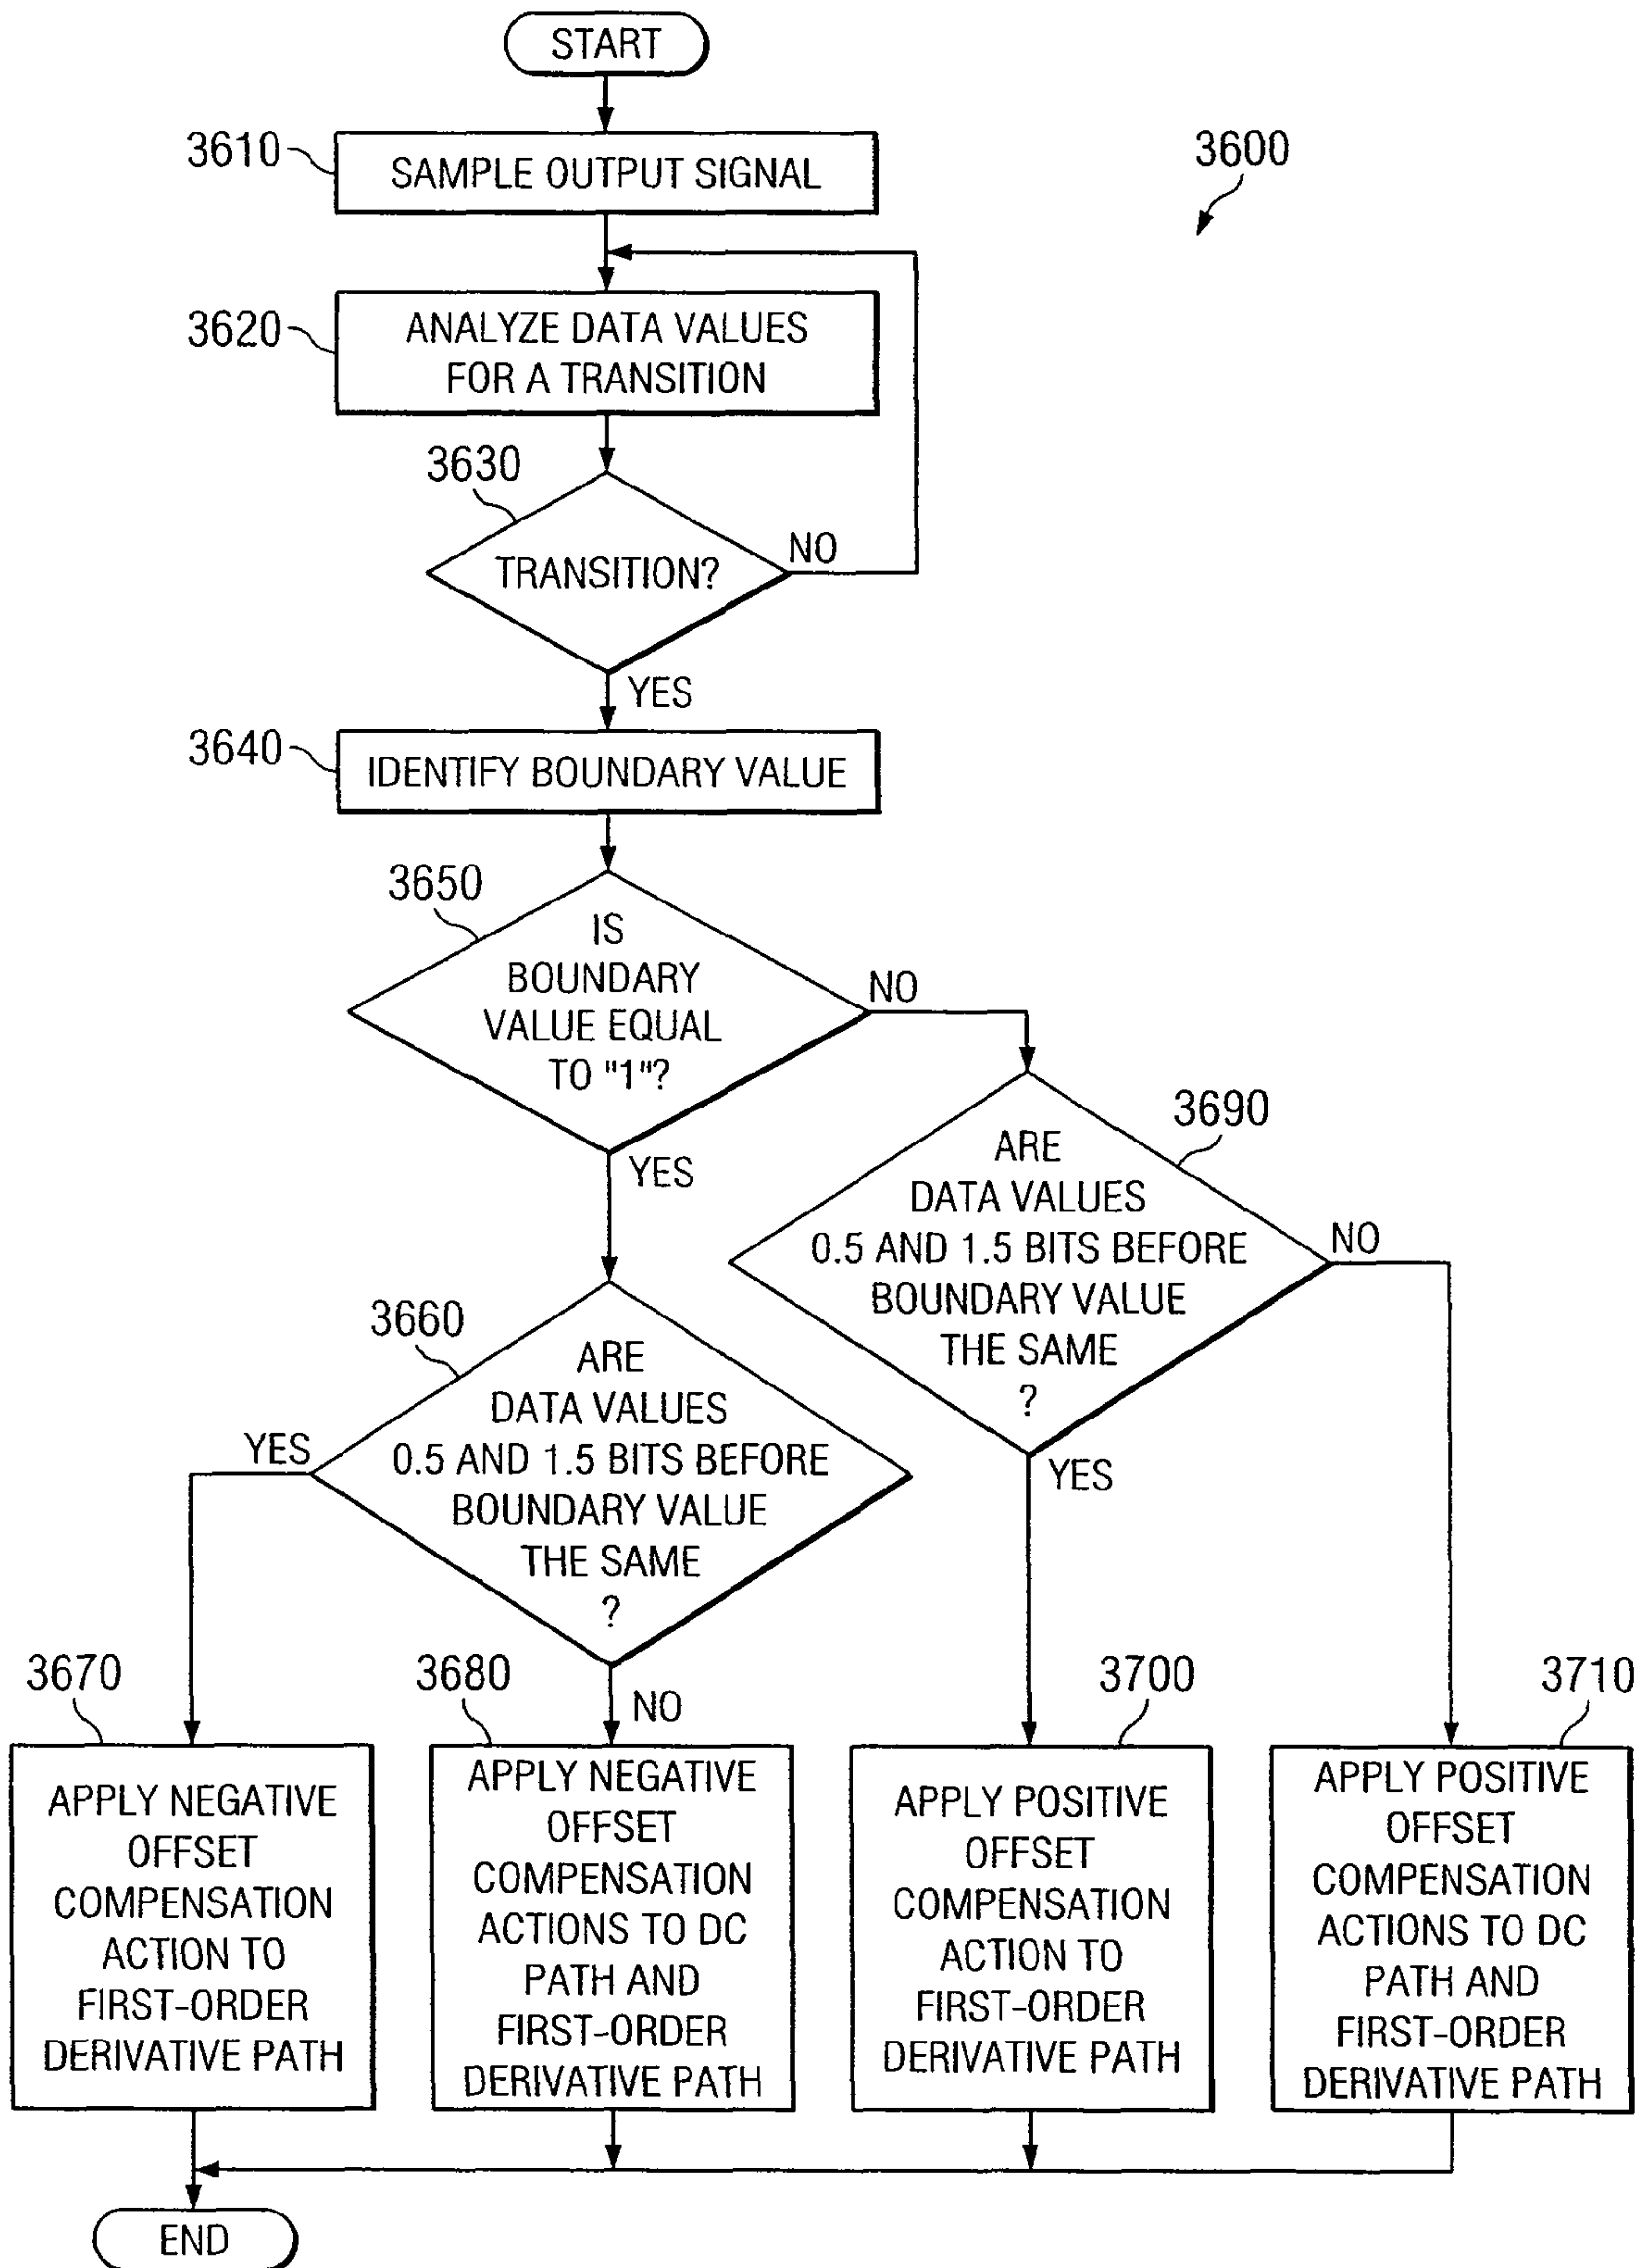 START
3610
SAMPLE OUTPUT SIGNAL
3600
3620
ANALYZE DATA VALUES
FOR A TRANSITION
3630
TRANSITION?
NO
YES
3640
IDENTIFY BOUNDARY VALUE
3650
IS
BOUNDARY
VALUE EQUAL
TO "1"?
NO
YES
3690
ARE
DATA VALUES
0.5 AND 1.5 BITS BEFORE
BOUNDARY VALUE
THE SAME
?
NO
YES
3660
ARE
DATA VALUES
0.5 AND 1.5 BITS BEFORE
BOUNDARY VALUE
THE SAME
?
YES
NO
3670
APPLY NEGATIVE
OFFSET
COMPENSATION
ACTION TO
FIRST-ORDER
DERIVATIVE PATH
3680
APPLY NEGATIVE
OFFSET
COMPENSATION
ACTIONS TO DC
PATH AND
FIRST-ORDER
DERIVATIVE PATH
3700
APPLY POSITIVE
OFFSET
COMPENSATION
ACTION TO
FIRST-ORDER
DERIVATIVE PATH
3710
APPLY POSITIVE
OFFSET
COMPENSATION
ACTIONS TO DC
PATH AND
FIRST-ORDER
DERIVATIVE PATH
END